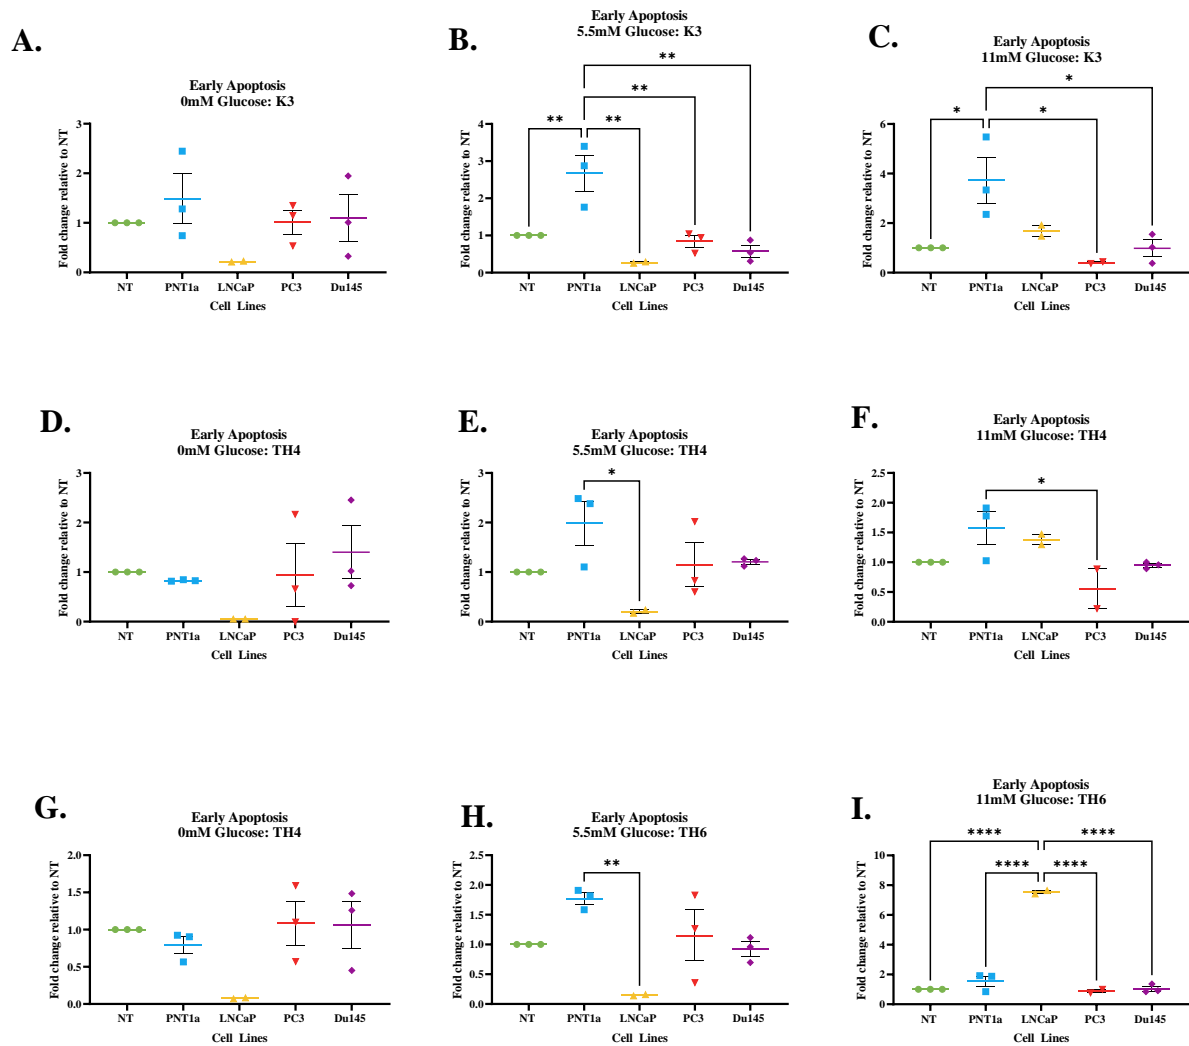 A.
Early Apoptosis
0mM Glucose: K3
Fold change relative to NT
3
2
1
0
NT PNT1a LNCaP PC3 Du145
Cell Lines
B.
Early Apoptosis
5.5mM Glucose: K3
**
**
** **
Fold change relative to NT
4
3
2
1
0
NT PNT1a LNCaP PC3 Du145
Cell Lines
C.
Early Apoptosis
11mM Glucose: K3
*
* *
Fold change relative to NT
6
4
2
0
NT PNT1a LNCaP PC3 Du145
Cell Lines
D.
Early Apoptosis
0mM Glucose: TH4
Fold change relative to NT
3
2
1
0
NT PNT1a LNCaP PC3 Du145
Cell Lines
E.
Early Apoptosis
5.5mM Glucose: TH4
*
Fold change relative to NT
3
2
1
0
NT PNT1a LNCaP PC3 Du145
Cell Lines
F.
Early Apoptosis
11mM Glucose: TH4
*
Fold change relative to NT
2.5
2.0
1.5
1.0
0.5
0.0
NT PNT1a LNCaP PC3 Du145
Cell Lines
G.
Early Apoptosis
0mM Glucose: TH4
Fold change relative to NT
2.0
1.5
1.0
0.5
0.0
NT PNT1a LNCaP PC3 Du145
Cell Lines
H.
Early Apoptosis
5.5mM Glucose: TH6
**
Fold change relative to NT
2.5
2.0
1.5
1.0
0.5
0.0
NT PNT1a LNCaP PC3 Du145
Cell Lines
I.
Early Apoptosis
11mM Glucose: TH6
**** ****
**** ****
Fold change relative to NT
10
8
6
4
2
0
NT PNT1a LNCaP PC3 Du145
Cell Lines